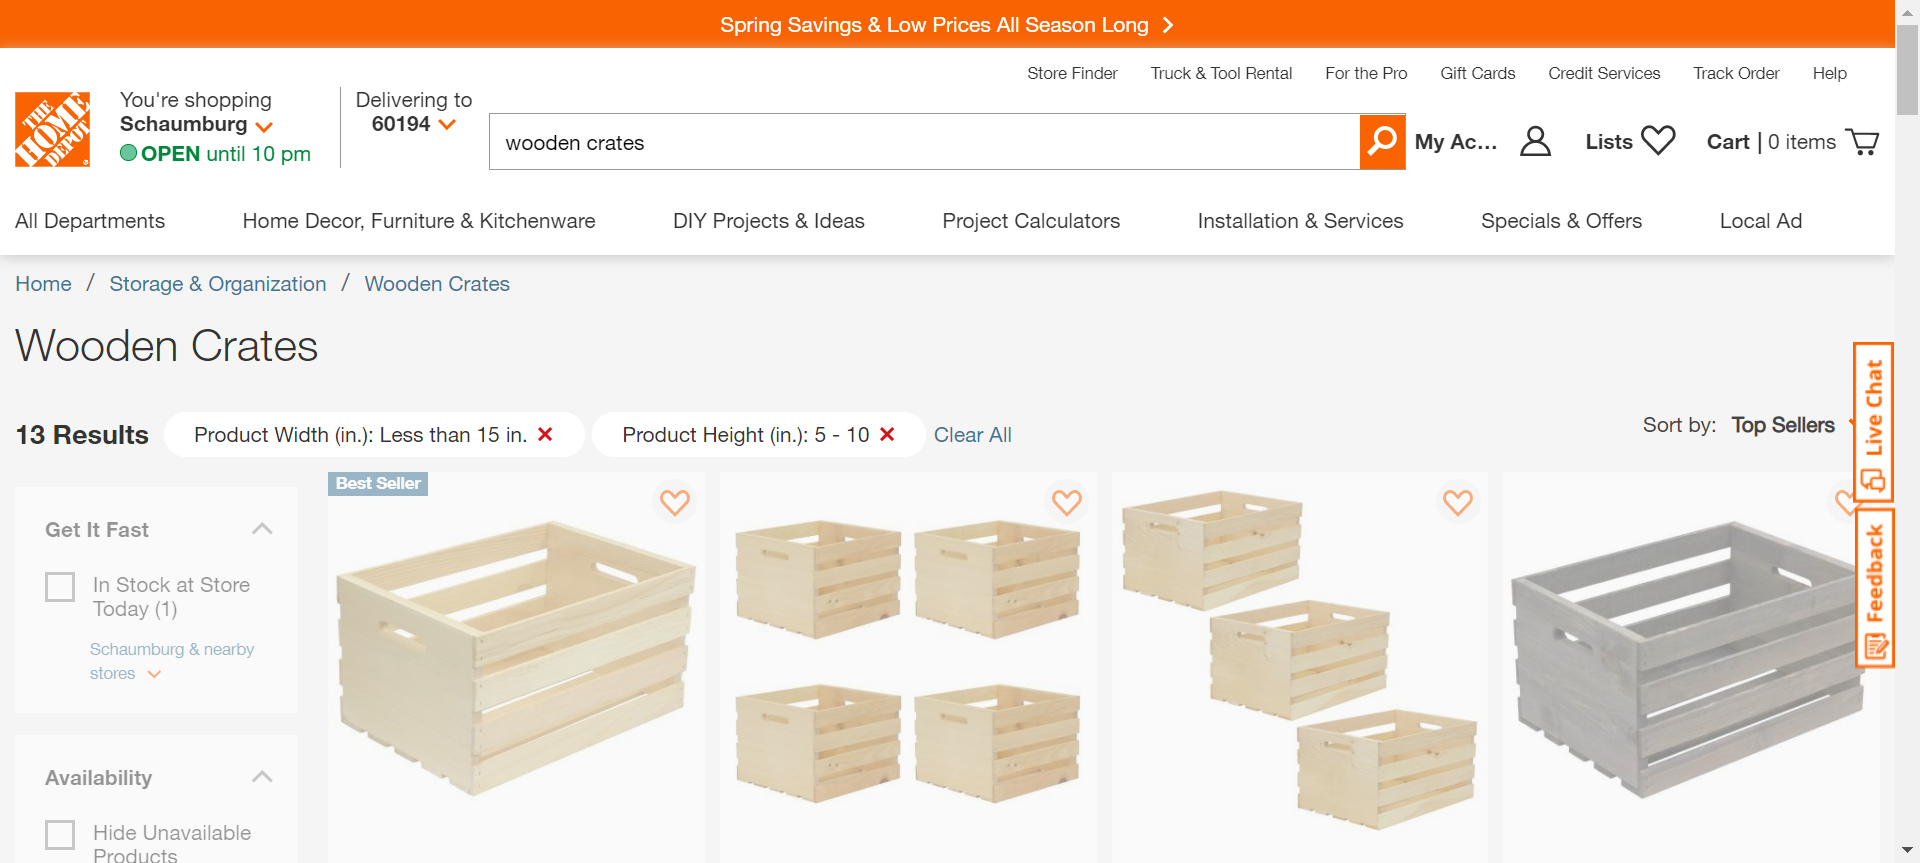 Spring Savings & Low Prices All Season Long
Store Finder
Truck & Tool Rental
For the Pro
Gift Cards
Credit Services
Track Order
Help
THE
HOME
DEPOT
You're shopping
Schaumburg
OPEN until 10 pm
Delivering to
60194
wooden crates
My Ac...
Lists
Cart | 0 items
All Departments
Home Decor, Furniture & Kitchenware
DIY Projects & Ideas
Project Calculators
Installation & Services
Specials & Offers
Local Ad
Home / Storage & Organization / Wooden Crates
Wooden Crates
13 Results
Product Width (in.): Less than 15 in.
Product Height (in.): 5 - 10
Clear All
Sort by: Top Sellers
Live Chat
Feedback
Best Seller
Get It Fast
In Stock at Store
Today (1)
Schaumburg & nearby
stores
Availability
Hide Unavailable
Products